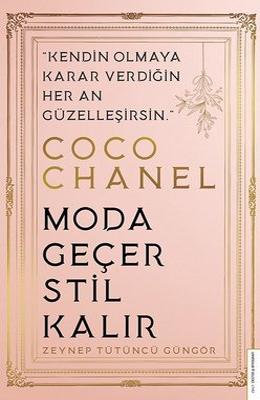 "KENDİN OLMAYA
KARAR VERDİĞİN
HER AN
GÜZELLEŞİRSİN."
COCO
CHANEL
MODA
GEÇER
STİL
KALIR
ZEYNEP TÜTÜNCÜ GÜNGÖR